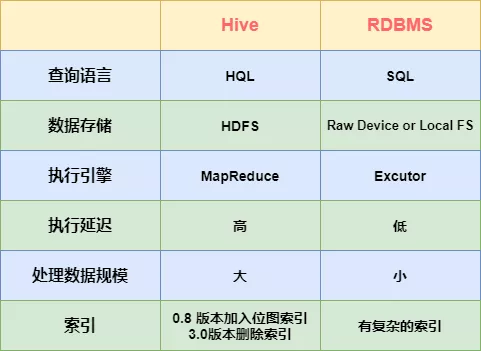 Hive RDBMS
查询语言 HQL SQL
数据存储 HDFS Raw Device or Local FS
执行引擎 MapReduce Excutor
执行延迟 高 低
处理数据规模 大 小
索引 0.8 版本加入位图索引 有复杂的索引
3.0版本删除索引